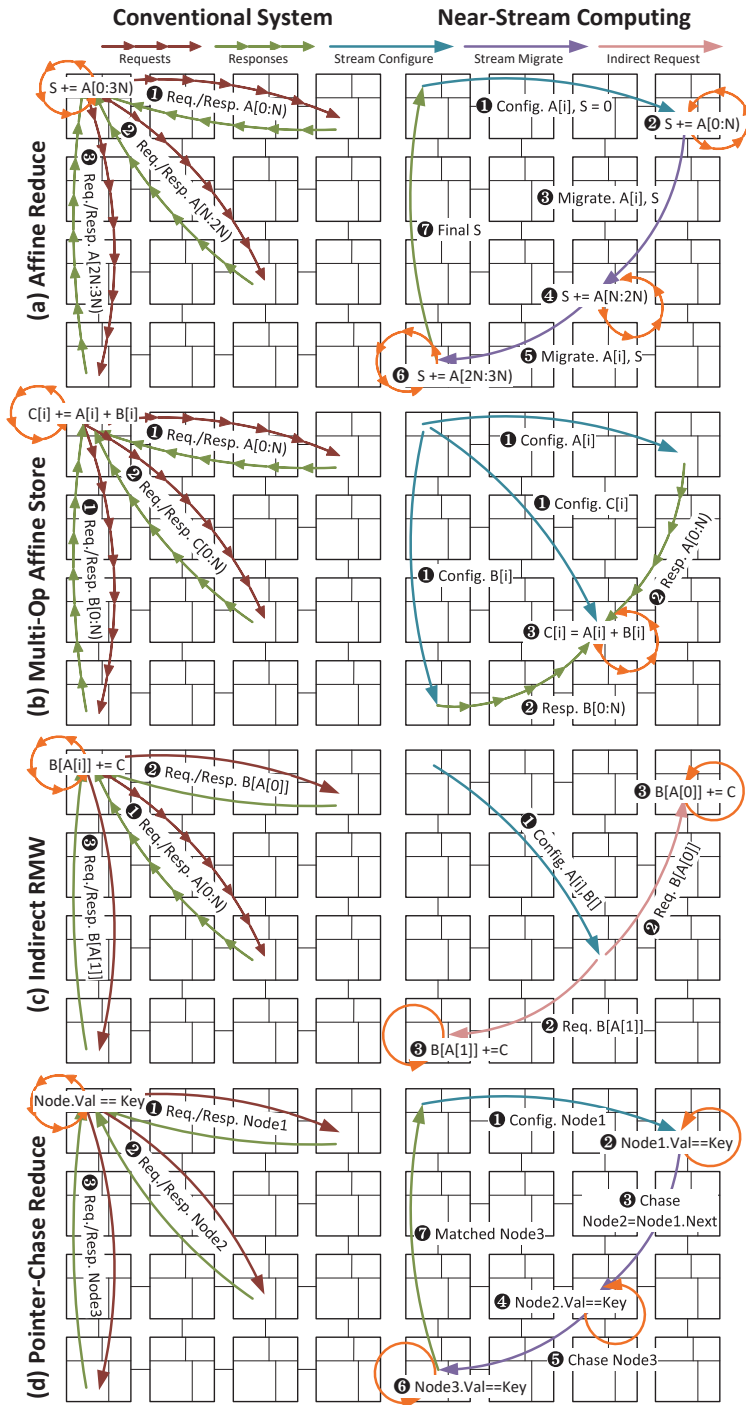 Conventional System
Near-Stream Computing
Requests
Responses
Stream Configure
Stream Migrate
Indirect Request
(a) Affine Reduce
S += A[0:3N)
❶ Req./Resp. A[0:N)
❷ Req./Resp. A[N:2N)
❸ Req./Resp. A[2N:3N)
❶ Config. A[i], S = 0
❷ S += A[0:N)
❸ Migrate. A[i], S
❹ S += A[N:2N)
❺ Migrate. A[i], S
❻ S += A[2N:3N)
❼ Final S
(b) Multi-Op Affine Store
C[i] += A[i] + B[i]
❶ Req./Resp. A[0:N)
❷ Req./Resp. C[0:N)
❶ Req./Resp. B[0:N)
❶ Config. A[i]
❶ Config. C[i]
❶ Config. B[i]
❷ Resp. A[0:N)
❸ C[i] = A[i] + B[i]
❷ Resp. B[0:N)
(c) Indirect RMW
B[A[i]] += C
❷ Req./Resp. B[A[0]]
❶ Req./Resp. A[0:N)
❸ Req./Resp. B[A[1]]
❶ Config. A[i],B[]
❸ B[A[0]] += C
❷ Req. B[A[0]]
❷ Req. B[A[1]]
❸ B[A[1]] +=C
(d) Pointer-Chase Reduce
Node.Val == Key
❶ Req./Resp. Node1
❷ Req./Resp. Node2
❸ Req./Resp. Node3
❶ Config. Node1
❷ Node1.Val==Key
❸ Chase
Node2=Node1.Next
❹ Node2.Val==Key
❺ Chase Node3
❻ Node3.Val==Key
❼ Matched Node3